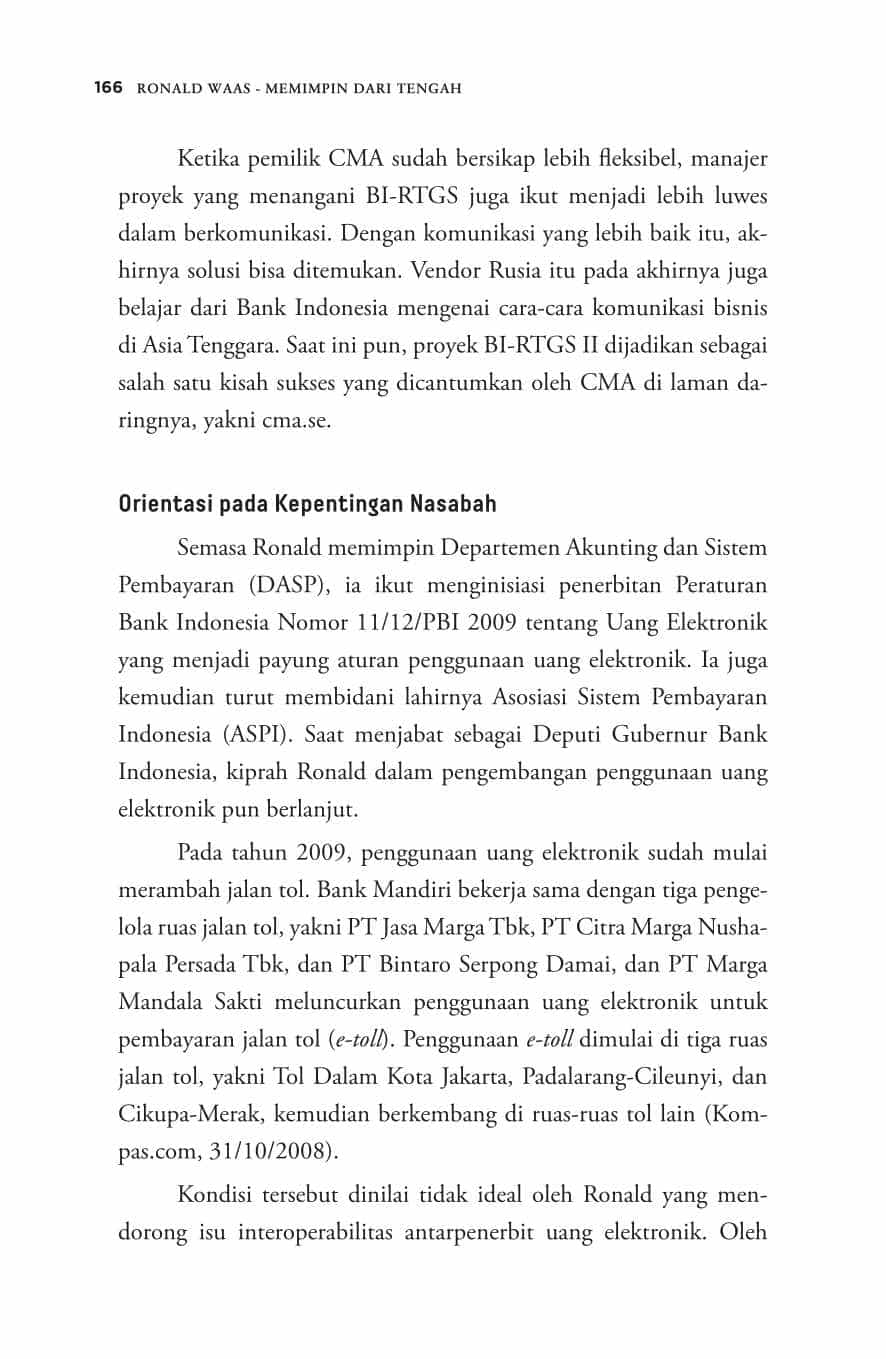 166 RONALD WAAS - MEMIMPIN DARI TENGAH
Ketika pemilik CMA sudah bersikap lebih fleksibel, manajer
proyek yang menangani BI-RTGS juga ikut menjadi lebih luwes
dalam berkomunikasi. Dengan komunikasi yang lebih baik itu, ak-
hirnya solusi bisa ditemukan. Vendor Rusia itu pada akhirnya juga
belajar dari Bank Indonesia mengenai cara-cara komunikasi bisnis
di Asia Tenggara. Saat ini pun, proyek BI-RTGS II dijadikan sebagai
salah satu kisah sukses yang dicantumkan oleh CMA di laman da-
ringnya, yakni cma.se.
Orientasi pada Kepentingan Nasabah
Semasa Ronald memimpin Departemen Akunting dan Sistem
Pembayaran (DASP), ia ikut menginisiasi penerbitan Peraturan
Bank Indonesia Nomor 11/12/PBI 2009 tentang Uang Elektronik
yang menjadi payung aturan penggunaan uang elektronik. Ia juga
kemudian turut membidani lahirnya Asosiasi Sistem Pembayaran
Indonesia (ASPI). Saat menjabat sebagai Deputi Gubernur Bank
Indonesia, kiprah Ronald dalam pengembangan penggunaan uang
elektronik pun berlanjut.
Pada tahun 2009, penggunaan uang elektronik sudah mulai
merambah jalan tol. Bank Mandiri bekerja sama dengan tiga penge-
lola ruas jalan tol, yakni PT Jasa Marga Tbk, PT Citra Marga Nusha-
pala Persada Tbk, dan PT Bintaro Serpong Damai, dan PT Marga
Mandala Sakti meluncurkan penggunaan uang elektronik untuk
pembayaran jalan tol (e-toll). Penggunaan e-toll dimulai di tiga ruas
jalan tol, yakni Tol Dalam Kota Jakarta, Padalarang-Cileunyi, dan
Cikupa-Merak, kemudian berkembang di ruas-ruas tol lain (Kom-
pas.com, 31/10/2008).
Kondisi tersebut dinilai tidak ideal oleh Ronald yang men-
dorong isu interoperabilitas antarpenerbit uang elektronik. Oleh